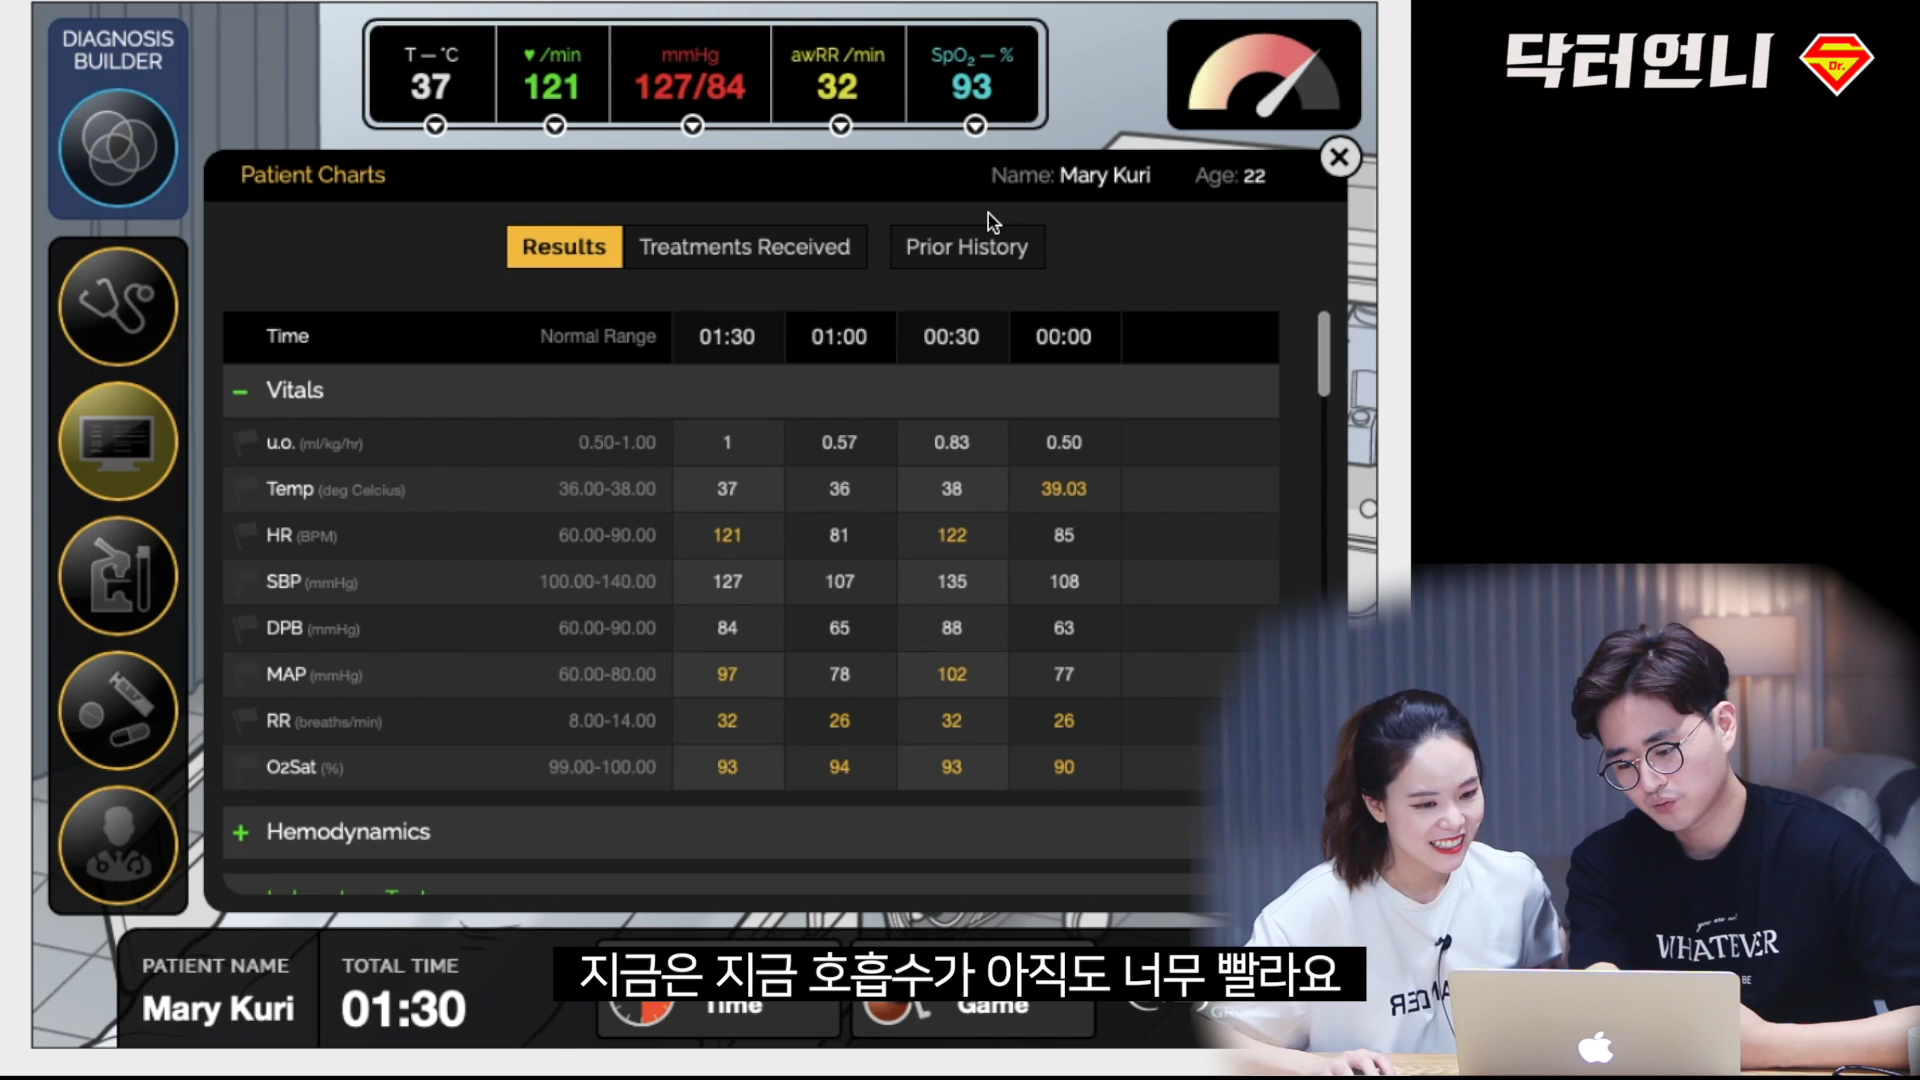 DIAGNOSIS
BUILDER
T – °C
37
♥ /min
121
mmHg
127/84
awRR /min
32
SpO₂ – %
93
닥터언니
Dr.
Patient Charts
Name: Mary Kuri
Age: 22
Results
Treatments Received
Prior History
Time Normal Range 01:30 01:00 00:30 00:00
Vitals
u.o. (ml/kg/hr) 0.50-1.00 1 0.57 0.83 0.50
Temp (deg Celcius) 36.00-38.00 37 36 38 39.03
HR (BPM) 60.00-90.00 121 81 122 85
SBP (mmHg) 100.00-140.00 127 107 135 108
DPB (mmHg) 60.00-90.00 84 65 88 63
MAP (mmHg) 60.00-80.00 97 78 102 77
RR (breaths/min) 8.00-14.00 32 26 32 26
O2Sat (%) 99.00-100.00 93 94 93 90
Hemodynamics
you are not
WHATEVER
BE
PATIENT NAME
Mary Kuri
TOTAL TIME
01:30
지금은 지금 호흡수가 아직도 너무 빨라요
Time
Game